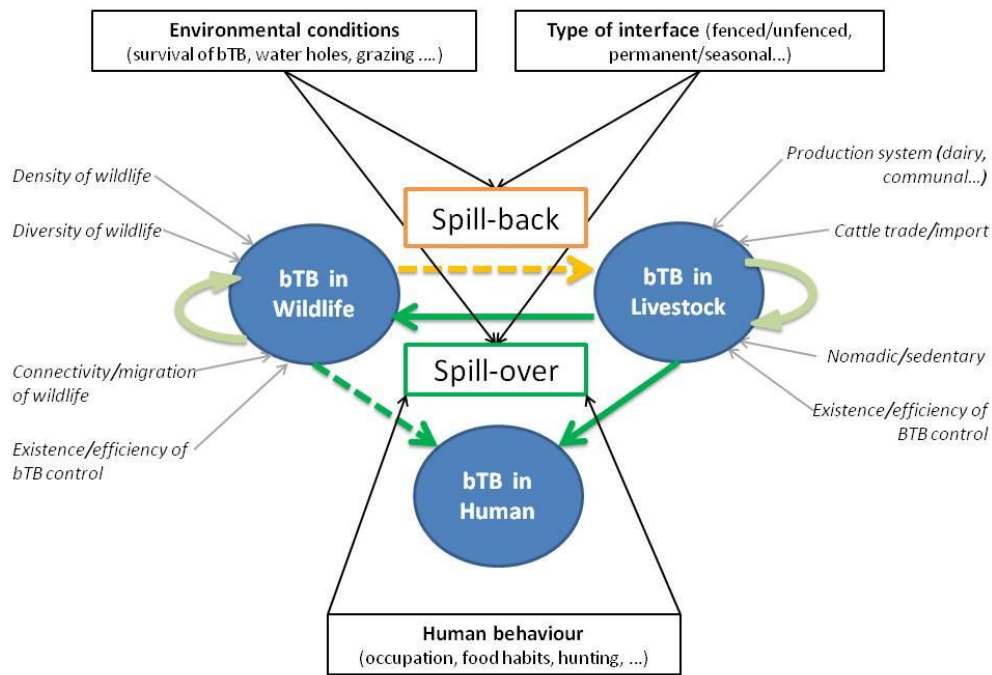 Environmental conditions
(survival of bTB, water holes, grazing ....)
Type of interface (fenced/unfenced,
permanent/seasonal...)
Density of wildlife
Diversity of wildlife
Production system (dairy,
communal...)
Cattle trade/import
Spill-back
bTB in
Wildlife
bTB in
Livestock
Spill-over
Connectivity/migration
of wildlife
Existence/efficiency of
bTB control
Nomadic/sedentary
Existence/efficiency of
BTB control
bTB in
Human
Human behaviour
(occupation, food habits, hunting, ...)